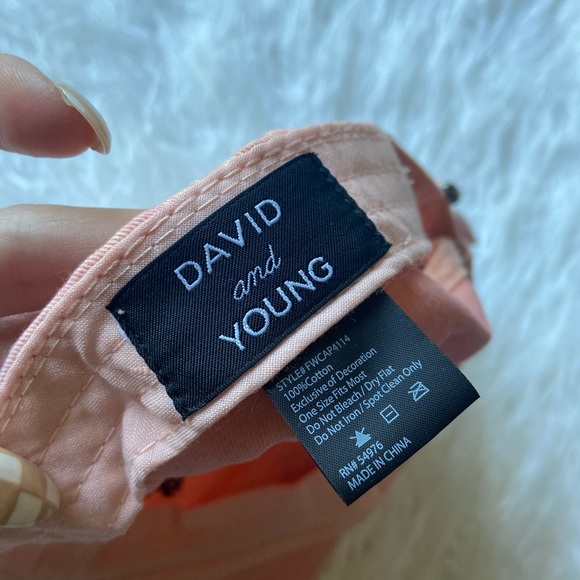 DAVID
and
YOUNG
STYLE# FWCAP4114
100%Cotton
Exclusive of Decoration
One Size Fits Most
Do Not Bleach / Dry Flat
Do Not Iron / Spot Clean Only
RN# 54976
MADE IN CHINA